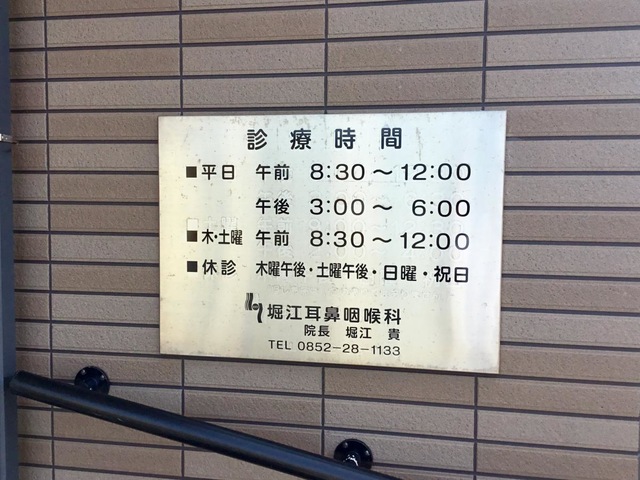 診療時間
■平日 午前 8:30～12:00
午後 3:00～ 6:00
■木・土曜 午前 8:30～12:00
■休診 木曜午後・土曜午後・日曜・祝日
堀江耳鼻咽喉科
院長 堀江 貴
TEL 0852-28-1133